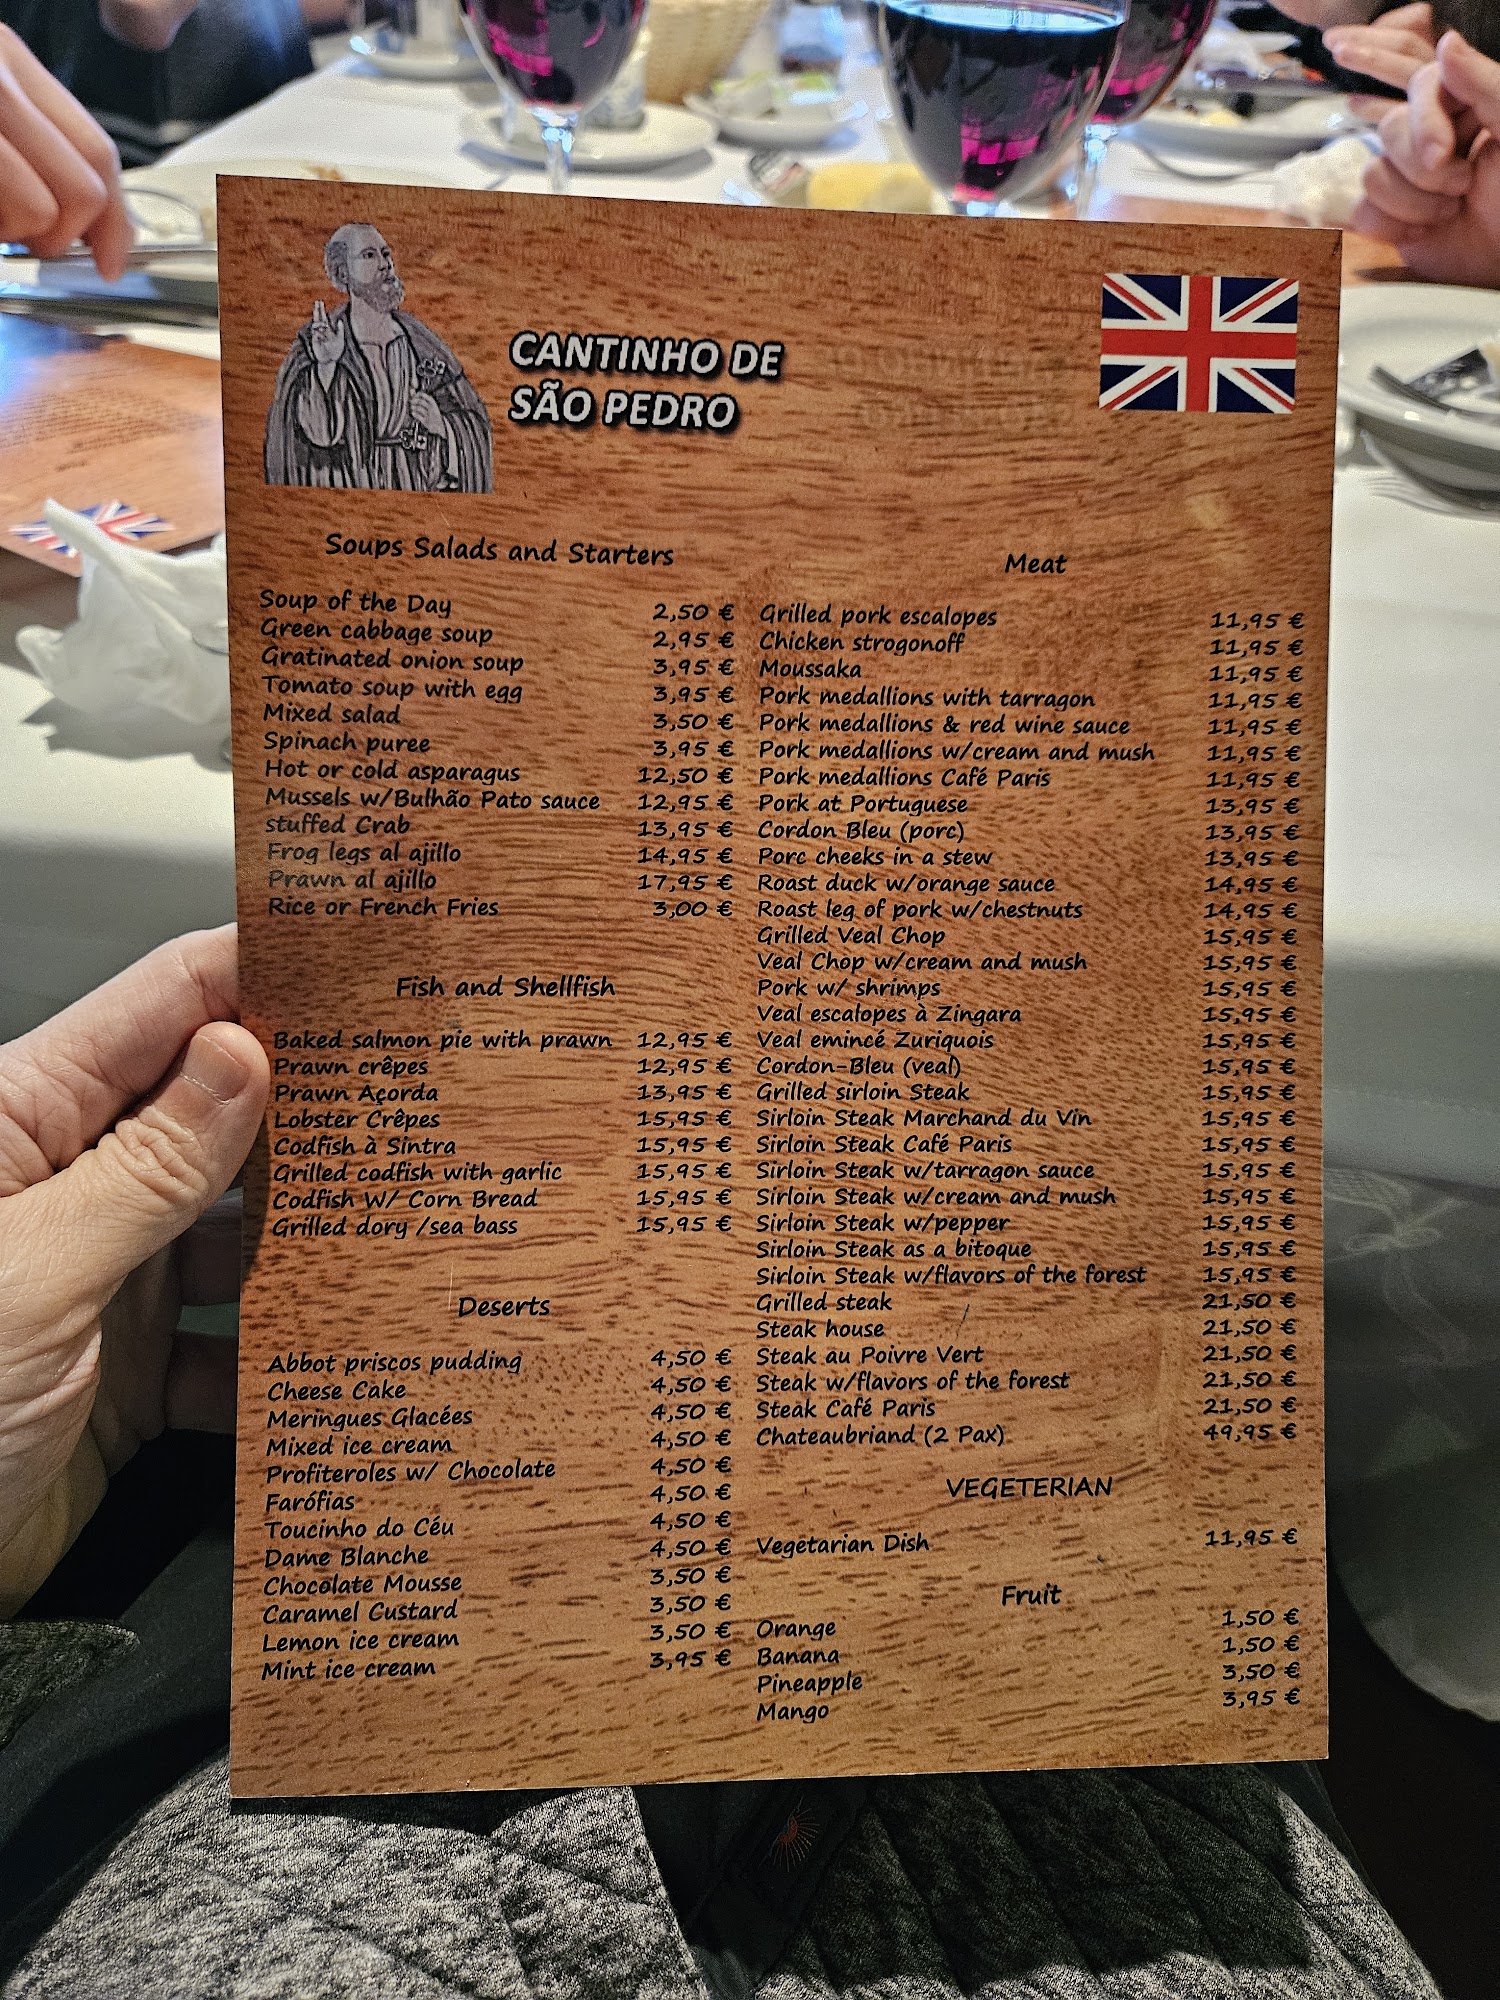 CANTINHO DE
SÃO PEDRO
Soups Salads and Starters
Soup of the Day 2,50 €
Green cabbage soup 2,95 €
Gratinated onion soup 3,95 €
Tomato soup with egg 3,95 €
Mixed salad 3,50 €
Spinach puree 3,95 €
Hot or cold asparagus 12,50 €
Mussels w/Bulhão Pato sauce 12,95 €
stuffed Crab 13,95 €
Frog legs al ajillo 14,95 €
Prawn al ajillo 17,95 €
Rice or French Fries 3,00 €
Fish and Shellfish
Baked salmon pie with prawn 12,95 €
Prawn crêpes 12,95 €
Prawn Açorda 13,95 €
Lobster Crêpes 15,95 €
Codfish à Sintra 15,95 €
Grilled codfish with garlic 15,95 €
Codfish W/ Corn Bread 15,95 €
Grilled dory /sea bass 15,95 €
Deserts
Abbot priscos pudding 4,50 €
Cheese Cake 4,50 €
Meringues Glacées 4,50 €
Mixed ice cream 4,50 €
Profiteroles w/ Chocolate 4,50 €
Farófias 4,50 €
Toucinho do Céu 4,50 €
Dame Blanche 4,50 €
Chocolate Mousse 3,50 €
Caramel Custard 3,50 €
Lemon ice cream 3,50 €
Mint ice cream 3,95 €
Meat
Grilled pork escalopes 11,95 €
Chicken strogonoff 11,95 €
Moussaka 11,95 €
Pork medallions with tarragon 11,95 €
Pork medallions & red wine sauce 11,95 €
Pork medallions w/cream and mush 11,95 €
Pork medallions Café Paris 11,95 €
Pork at Portuguese 13,95 €
Cordon Bleu (porc) 13,95 €
Porc cheeks in a stew 13,95 €
Roast duck w/orange sauce 14,95 €
Roast leg of pork w/chestnuts 14,95 €
Grilled Veal Chop 15,95 €
Veal Chop w/cream and mush 15,95 €
Pork w/ shrimps 15,95 €
Veal escalopes à Zingara 15,95 €
Veal emincé Zuriquois 15,95 €
Cordon-Bleu (veal) 15,95 €
Grilled sirloin Steak 15,95 €
Sirloin Steak Marchand du Vin 15,95 €
Sirloin Steak Café Paris 15,95 €
Sirloin Steak w/tarragon sauce 15,95 €
Sirloin Steak w/cream and mush 15,95 €
Sirloin Steak w/pepper 15,95 €
Sirloin Steak as a bitoque 15,95 €
Sirloin Steak w/flavors of the forest 15,95 €
Grilled steak 21,50 €
Steak house 21,50 €
Steak au Poivre Vert 21,50 €
Steak w/flavors of the forest 21,50 €
Steak Café Paris 21,50 €
Chateaubriand (2 Pax) 49,95 €
VEGETERIAN
Vegetarian Dish 11,95 €
Fruit
Orange 1,50 €
Banana 1,50 €
Pineapple 3,50 €
Mango 3,95 €